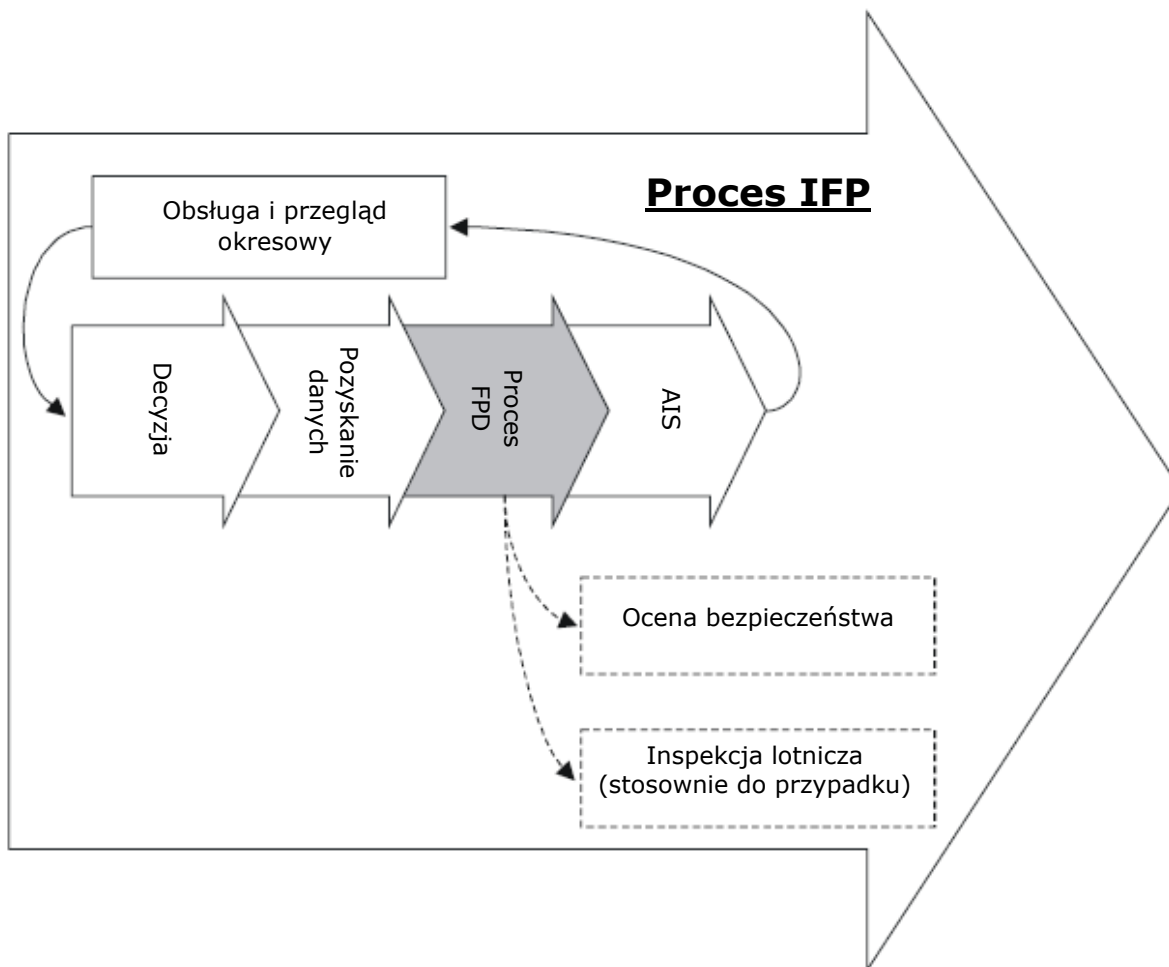 Proces IFP
Obsługa i przegląd
okresowy
Decyzja
Pozyskanie
danych
Proces
FPD
AIS
Ocena bezpieczeństwa
Inspekcja lotnicza
(stosownie do przypadku)